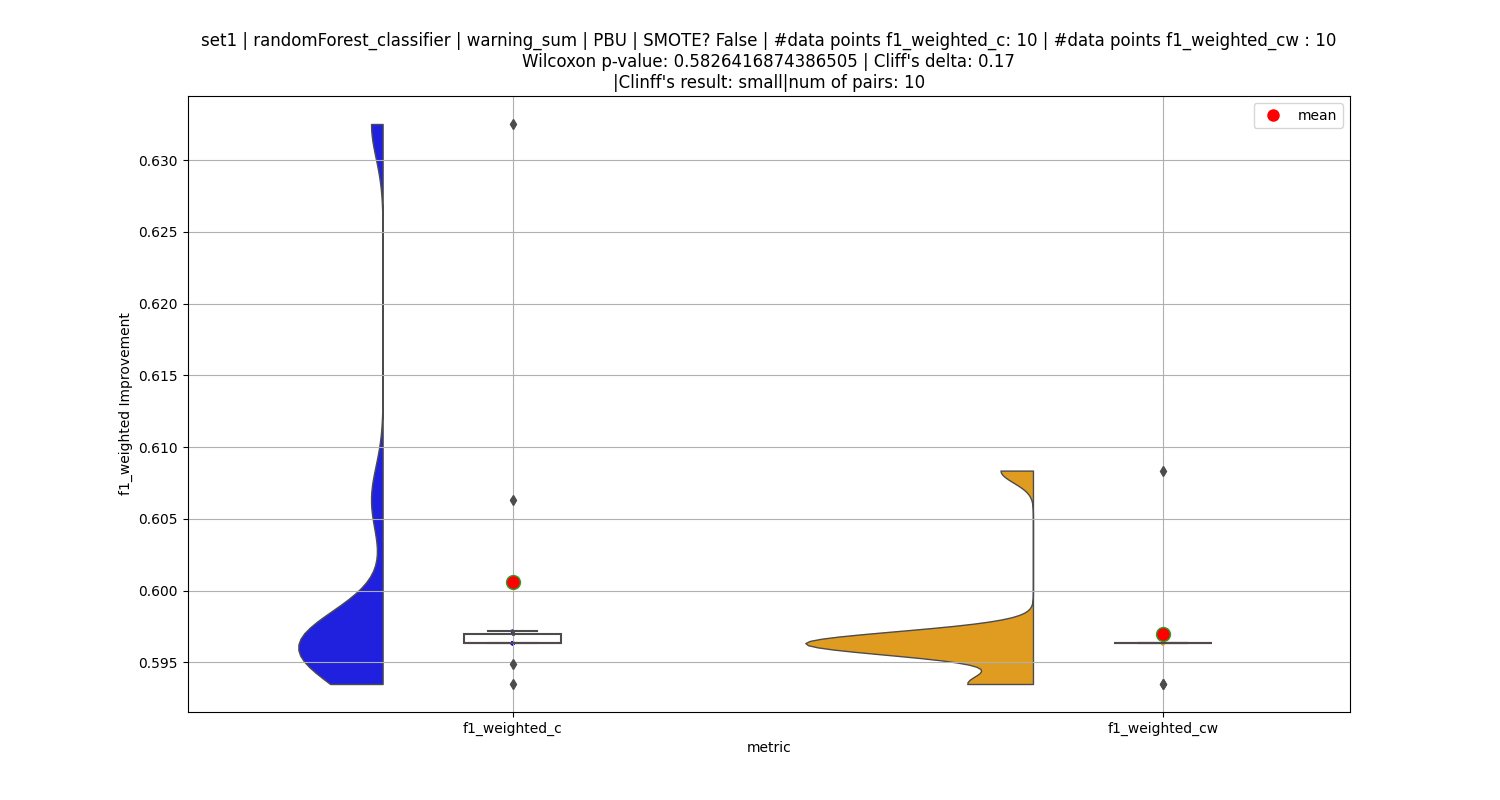 set1 | randomForest_classifier | warning_sum | PBU | SMOTE? False | #data points f1_weighted_c: 10 | #data points f1_weighted_cw : 10
Wilcoxon p-value: 0.5826416874386505 | Cliff's delta: 0.17
|Clinff's result: small|num of pairs: 10
mean
0.630
0.625
0.620
0.615
0.610
0.605
0.600
0.595
f1_weighted Improvement
f1_weighted_c
f1_weighted_cw
metric